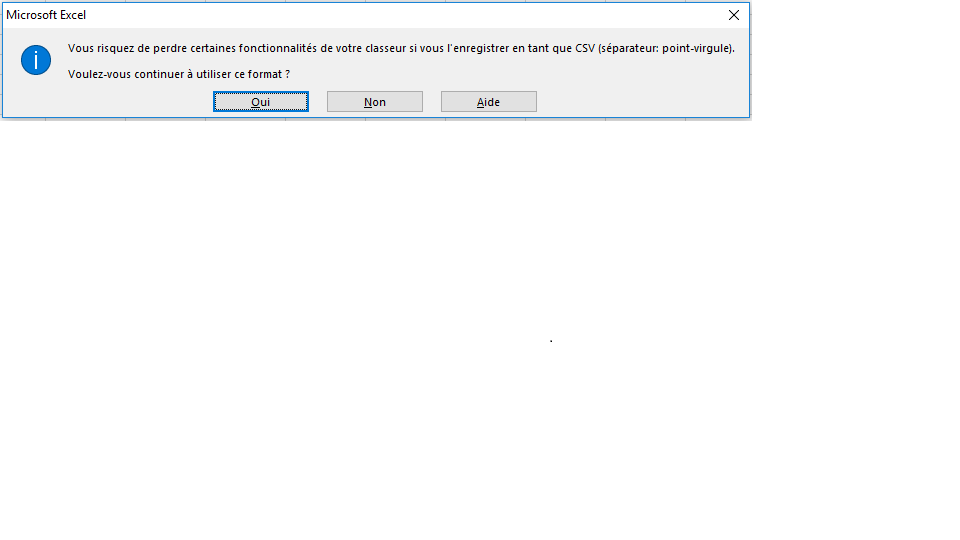 Microsoft Excel
Vous risquez de perdre certaines fonctionnalités de votre classeur si vous l'enregistrer en tant que CSV (séparateur: point-virgule).
Voulez-vous continuer à utiliser ce format ?
Oui Non Aide